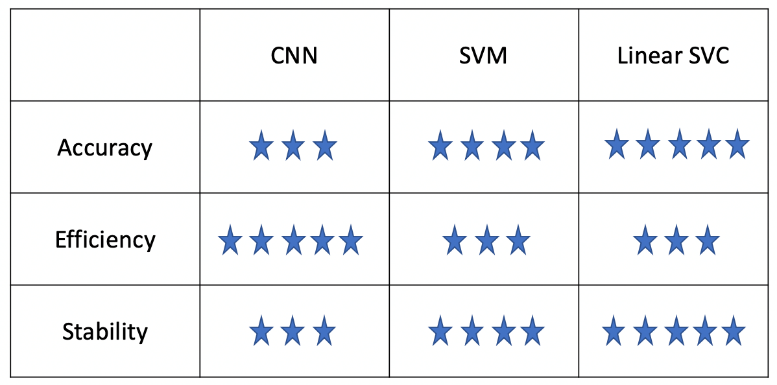 CNN SVM Linear SVC
Accuracy ★★★ ★★★★ ★★★★★
Efficiency ★★★★★ ★★★ ★★★
Stability ★★★ ★★★★ ★★★★★